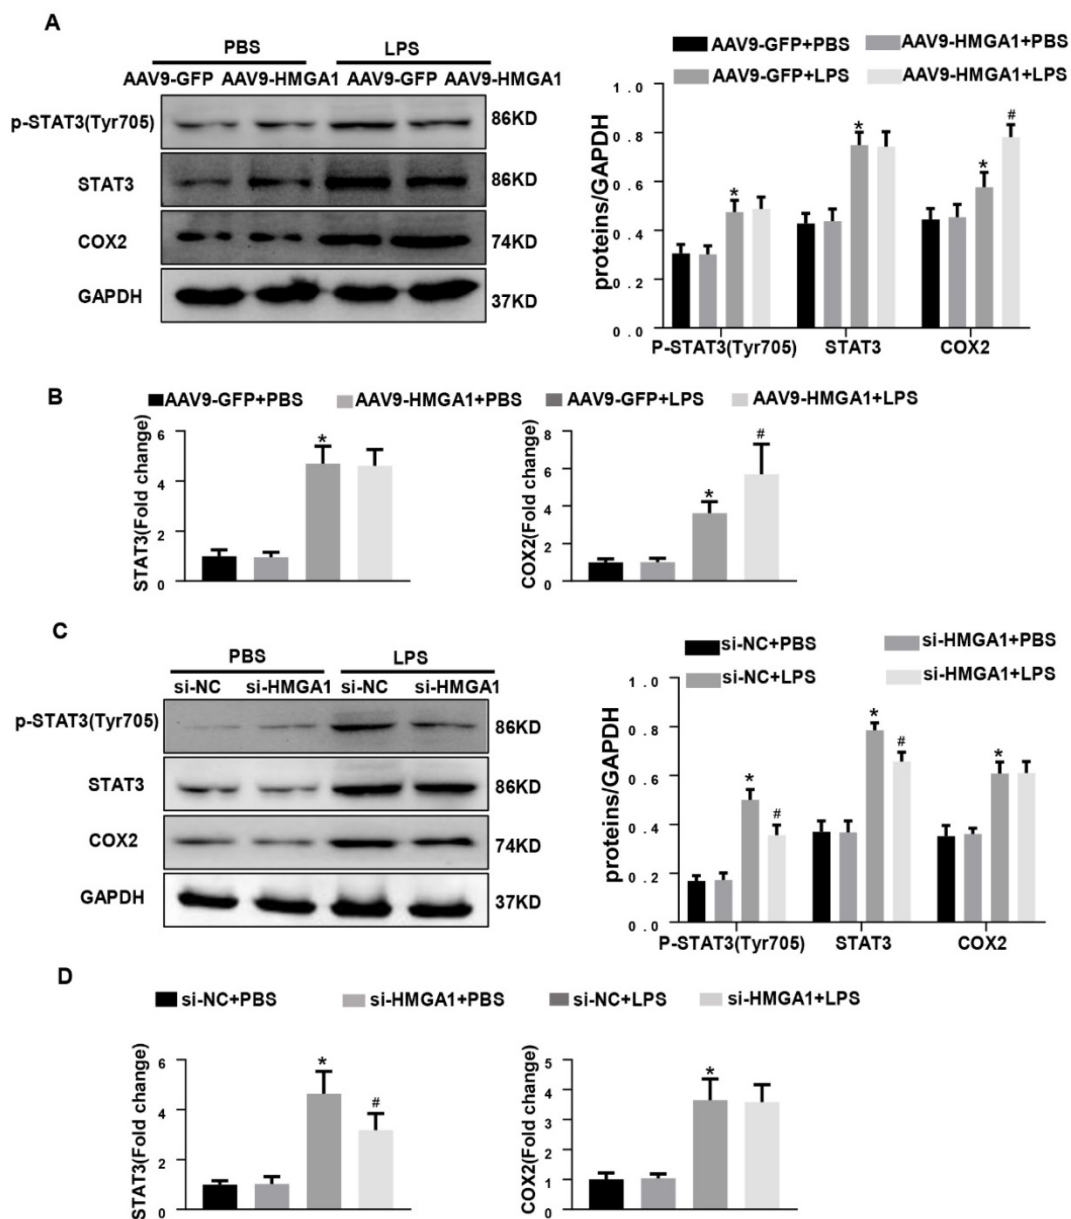 A
PBS LPS
AAV9-GFP AAV9-HMGA1 AAV9-GFP AAV9-HMGA1
p-STAT3(Tyr705) 86KD
STAT3 86KD
COX2 74KD
GAPDH 37KD
AAV9-GFP+PBS AAV9-HMGA1+PBS
AAV9-GFP+LPS AAV9-HMGA1+LPS
proteins/GAPDH
1.0
0.8
0.6
0.4
0.2
0.0
* * * #
P-STAT3(Tyr705) STAT3 COX2
B
AAV9-GFP+PBS AAV9-HMGA1+PBS AAV9-GFP+LPS AAV9-HMGA1+LPS
STAT3(Fold change)
6
4
2
0
*
COX2(Fold change)
8
6
4
2
0
* #
C
PBS LPS
si-NC si-HMGA1 si-NC si-HMGA1
p-STAT3(Tyr705) 86KD
STAT3 86KD
COX2 74KD
GAPDH 37KD
si-NC+PBS si-HMGA1+PBS
si-NC+LPS si-HMGA1+LPS
proteins/GAPDH
1.0
0.8
0.6
0.4
0.2
0.0
* # * # *
P-STAT3(Tyr705) STAT3 COX2
D
si-NC+PBS si-HMGA1+PBS si-NC+LPS si-HMGA1+LPS
STAT3(Fold change)
6
4
2
0
* #
COX2(Fold change)
5
4
3
2
1
0
*